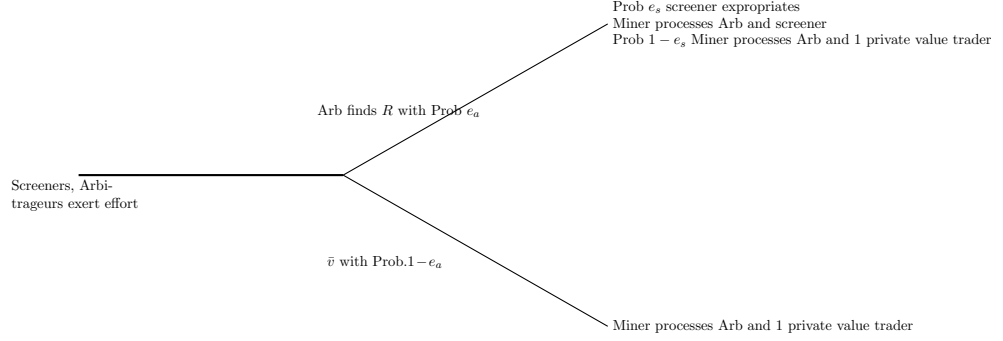 Prob $e_s$ screener expropriates
Miner processes Arb and screener
Prob $1 - e_s$ Miner processes Arb and 1 private value trader
Arb finds $R$ with Prob $e_a$
Screeners, Arbi-
trageurs exert effort
$\bar{v}$ with Prob.$1-e_a$
Miner processes Arb and 1 private value trader